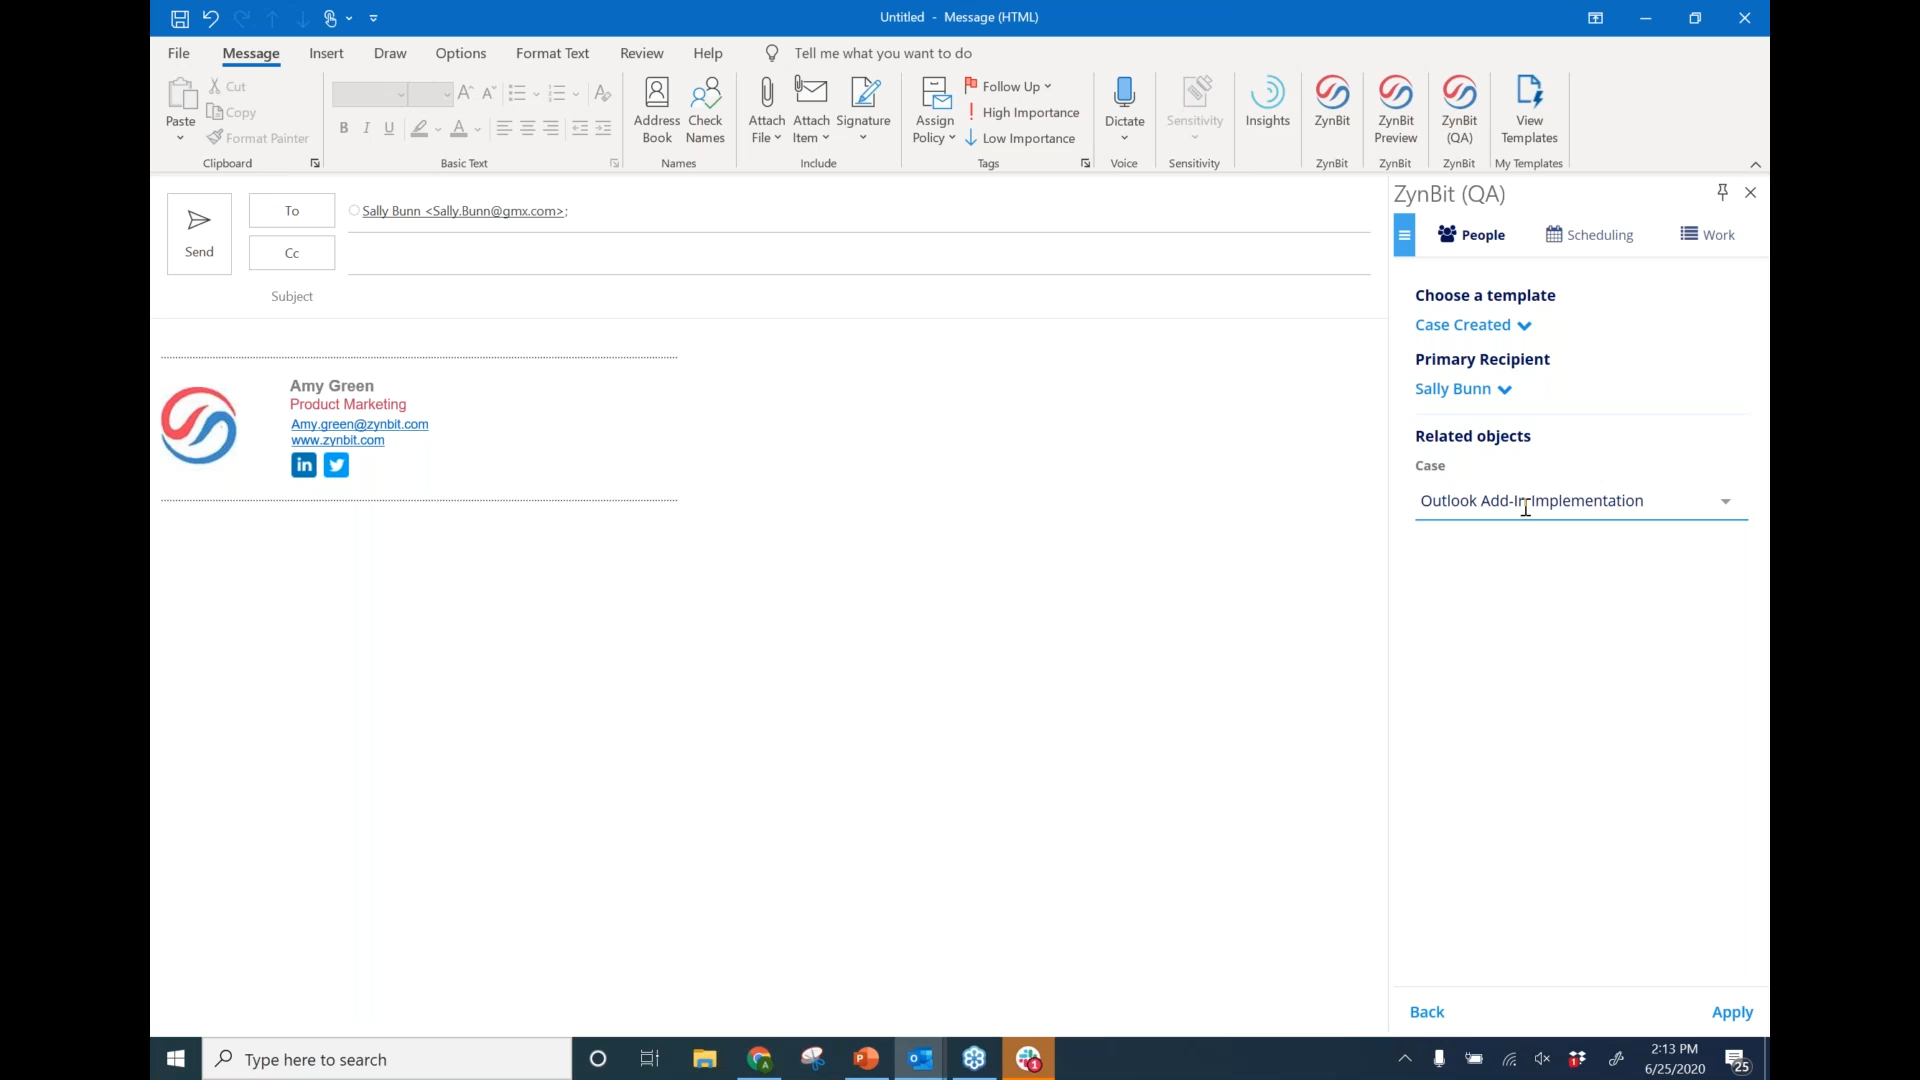 Untitled - Message (HTML)
File Message Insert Draw Options Format Text Review Help Tell me what you want to do
Paste
Cut
Copy
Format Painter
Clipboard
B I U
Basic Text
Address Book
Check Names
Names
Attach File
Attach Item
Signature
Include
Assign Policy
Follow Up
High Importance
Low Importance
Tags
Dictate
Voice
Sensitivity
Sensitivity
Insights
ZynBit
ZynBit
ZynBit Preview
ZynBit
ZynBit (QA)
ZynBit
View Templates
My Templates
Send
To
Sally Bunn <Sally.Bunn@gmx.com>;
Cc
Subject
Amy Green
Product Marketing
Amy.green@zynbit.com
www.zynbit.com
in
ZynBit (QA)
People Scheduling Work
Choose a template
Case Created
Primary Recipient
Sally Bunn
Related objects
Case
Outlook Add-In Implementation
Back Apply
Type here to search
2:13 PM
6/25/2020
25